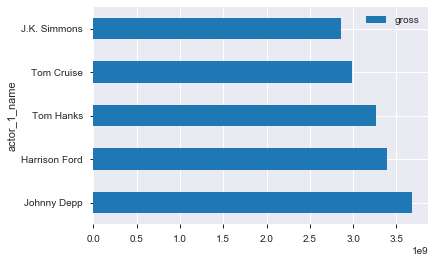 gross
actor_1_name
J.K. Simmons
Tom Cruise
Tom Hanks
Harrison Ford
Johnny Depp
0.0 0.5 1.0 1.5 2.0 2.5 3.0 3.5
1e9